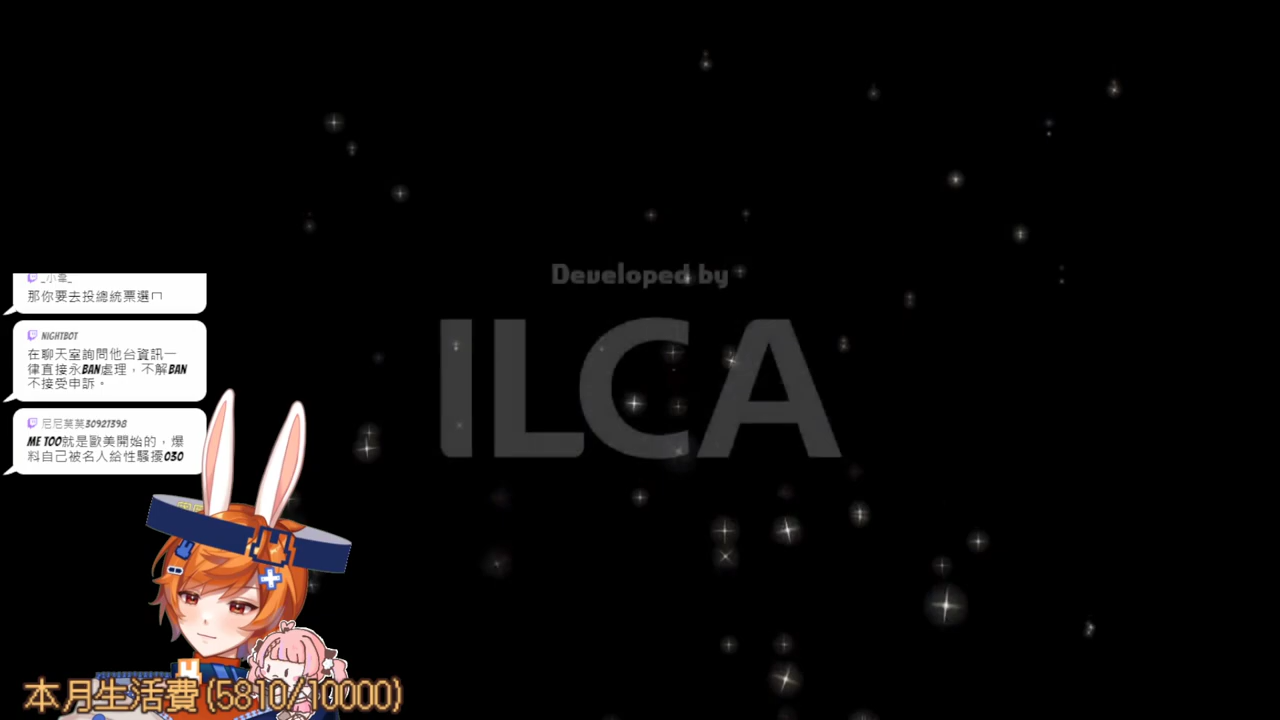 Developed by
ILCA
_小韋_
那你要去投總統票選ㄇ
NIGHTBOT
在聊天室詢問他台資訊一
律直接永BAN處理，不解BAN
不接受申訴。
尼尼芙芙30921398
ME TOO就是歐美開始的，爆
料自己被名人給性騷擾030
本月生活費(5810/10000)